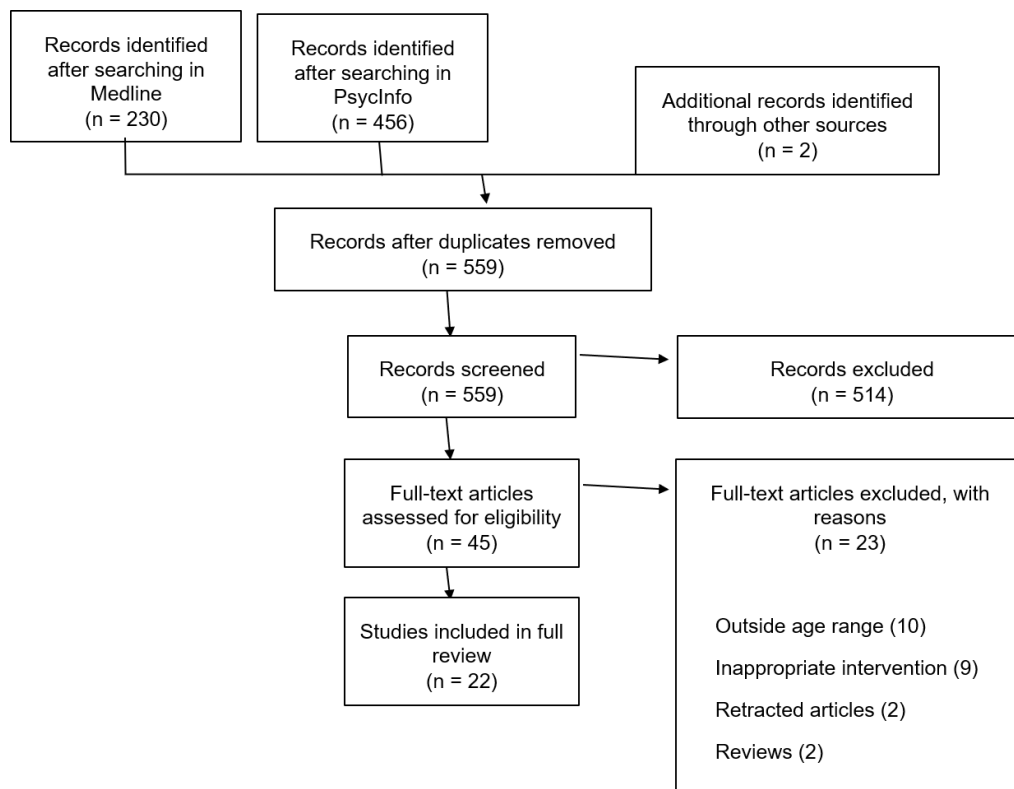 Records identified
after searching in
Medline
(n = 230)
Records identified
after searching in
PsycInfo
(n = 456)
Additional records identified
through other sources
(n = 2)
Records after duplicates removed
(n = 559)
Records screened
(n = 559)
Records excluded
(n = 514)
Full-text articles
assessed for eligibility
(n = 45)
Full-text articles excluded, with
reasons
(n = 23)
Outside age range (10)
Inappropriate intervention (9)
Retracted articles (2)
Reviews (2)
Studies included in full
review
(n = 22)